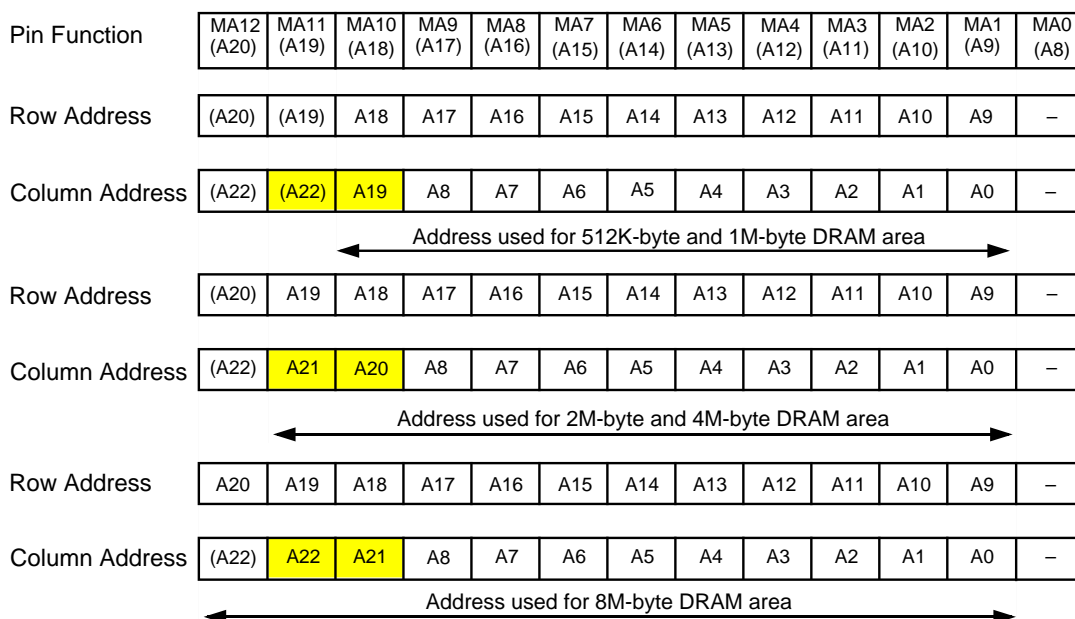 Pin Function MA12 (A20) MA11 (A19) MA10 (A18) MA9 (A17) MA8 (A16) MA7 (A15) MA6 (A14) MA5 (A13) MA4 (A12) MA3 (A11) MA2 (A10) MA1 (A9) MA0 (A8)
Row Address (A20) (A19) A18 A17 A16 A15 A14 A13 A12 A11 A10 A9 –
Column Address (A22) (A22) A19 A8 A7 A6 A5 A4 A3 A2 A1 A0 –
Address used for 512K-byte and 1M-byte DRAM area
Row Address (A20) A19 A18 A17 A16 A15 A14 A13 A12 A11 A10 A9 –
Column Address (A22) A21 A20 A8 A7 A6 A5 A4 A3 A2 A1 A0 –
Address used for 2M-byte and 4M-byte DRAM area
Row Address A20 A19 A18 A17 A16 A15 A14 A13 A12 A11 A10 A9 –
Column Address (A22) A22 A21 A8 A7 A6 A5 A4 A3 A2 A1 A0 –
Address used for 8M-byte DRAM area